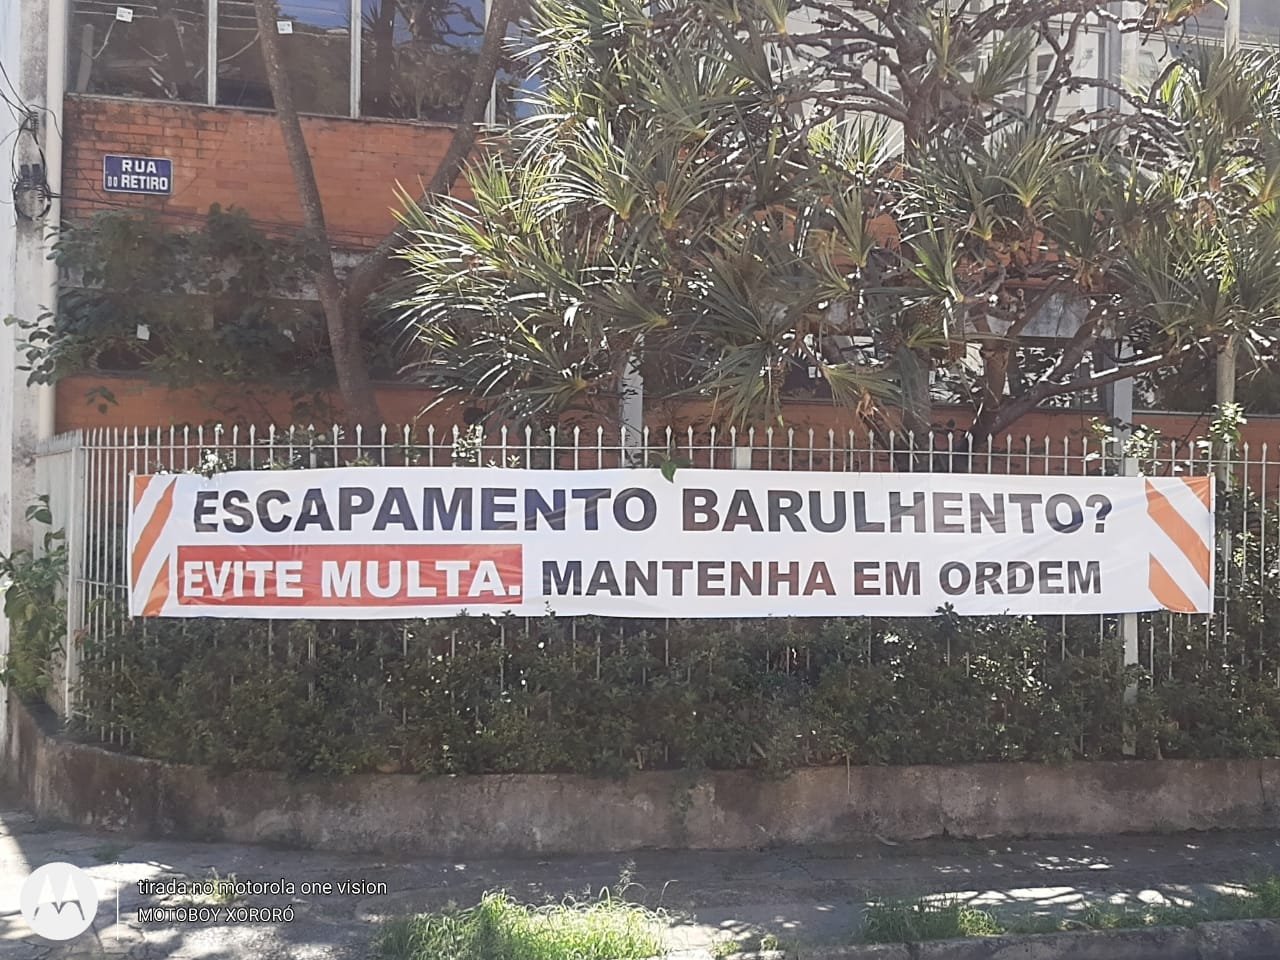 RUA
DO RETIRO
ESCAPAMENTO BARULHENTO?
EVITE MULTA. MANTENHA EM ORDEM
tirada no motorola one vision
MOTOBOY XORORÓ